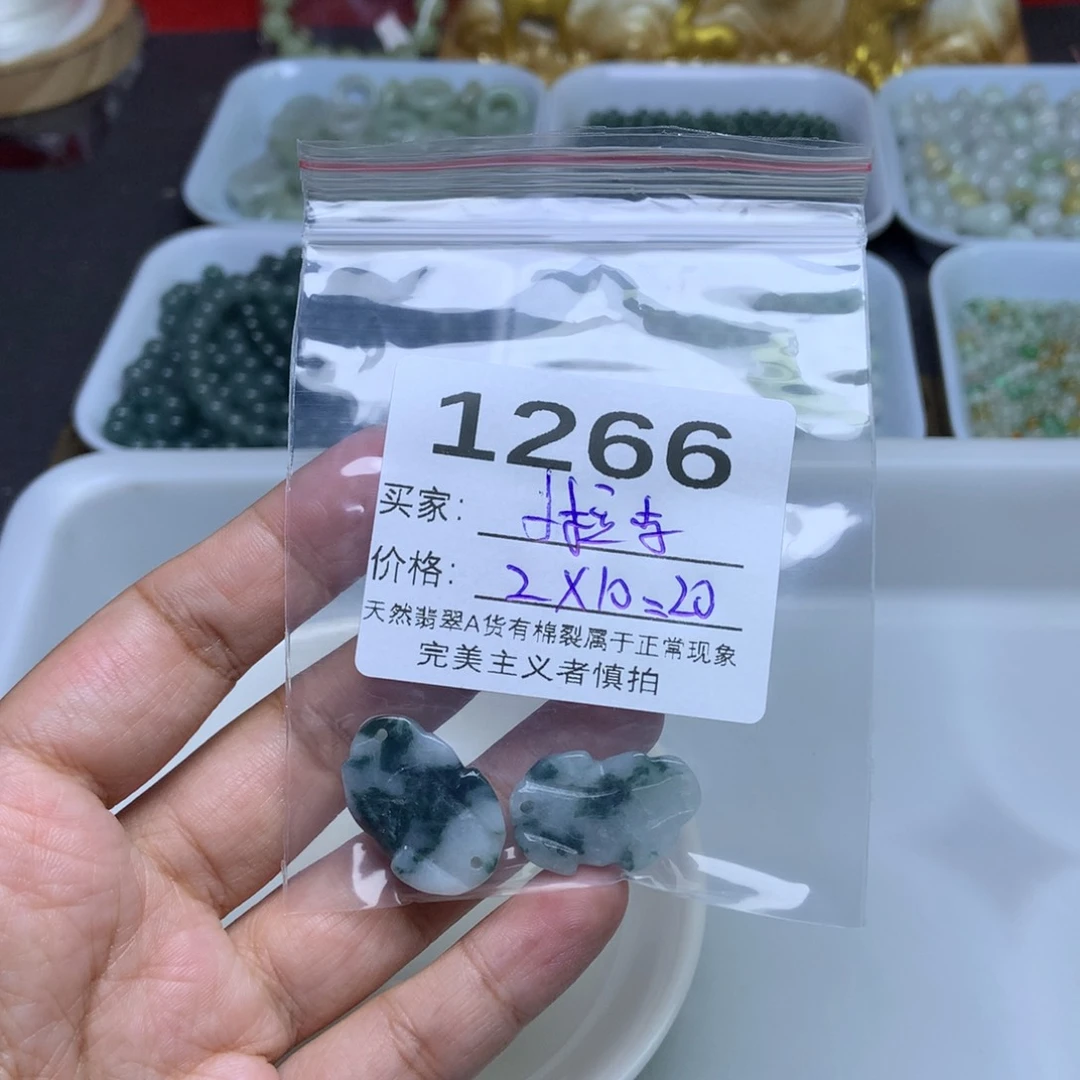 1266
买家:
价格: 2X10=20
天然翡翠A货有棉裂属于正常现象
完美主义者慎拍